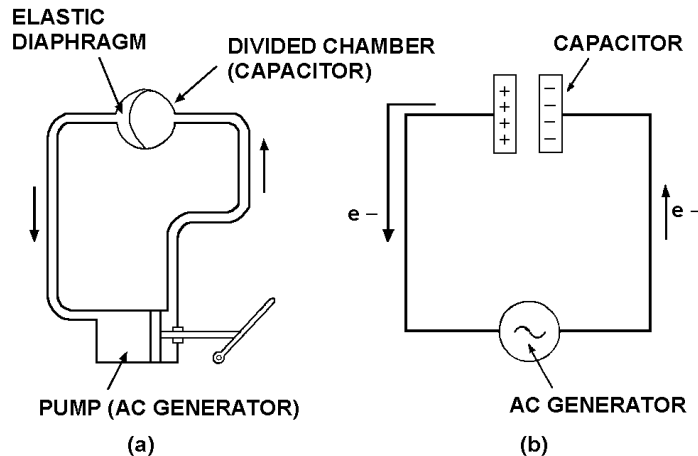 ELASTIC
DIAPHRAGM
DIVIDED CHAMBER
(CAPACITOR)
CAPACITOR
+ −
+ −
+ −
+ −
e − e −
PUMP (AC GENERATOR)
AC GENERATOR
(a) (b)